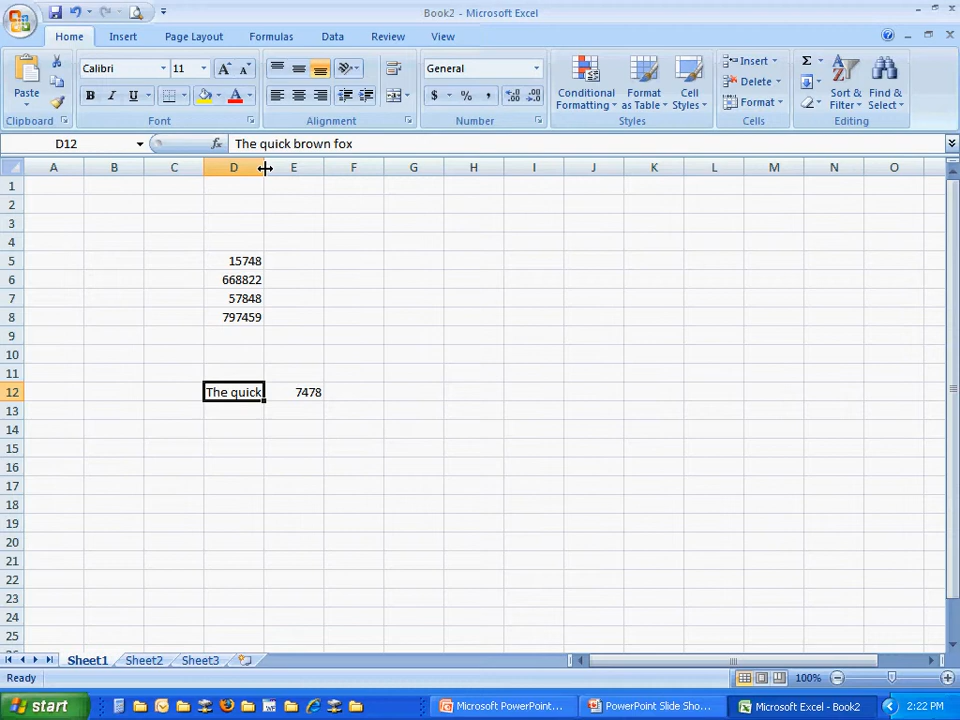 Book2 - Microsoft Excel
Home Insert Page Layout Formulas Data Review View
Paste Calibri 11 A A General Conditional Formatting Format as Table Cell Styles Insert Delete Format Sort & Filter Find & Select
B I U A $ % ,
Clipboard Font Alignment Number Styles Cells Editing
D12 fx The quick brown fox
A B C D E F G H I J K L M N O
1
2
3
4
5 15748
6 668822
7 57848
8 797459
9
10
11
12 The quick 7478
13
14
15
16
17
18
19
20
21
22
23
24
25
Sheet1 Sheet2 Sheet3
Ready 100%
start Microsoft PowerPoint... PowerPoint Slide Sho... Microsoft Excel - Book2 2:22 PM